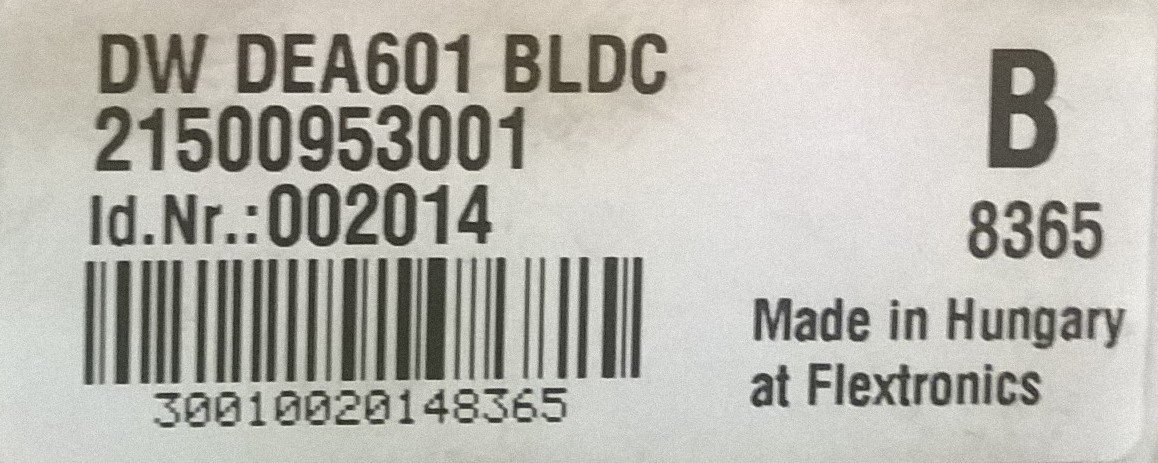 DW DEA601 BLDC
21500953001
Id.Nr.:002014
30010020148365
B
8365
Made in Hungary
at Flextronics